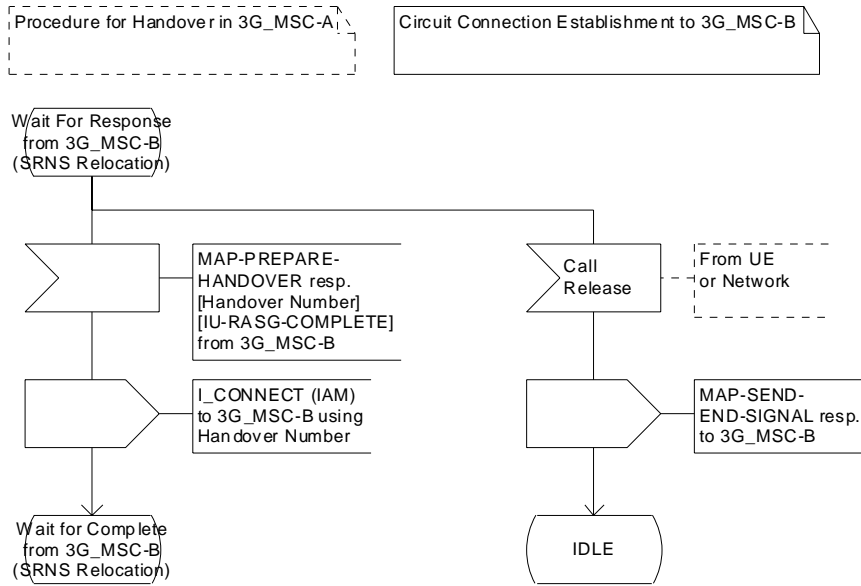 Procedure for Handover in 3G_MSC-A
Circuit Connection Establishment to 3G_MSC-B
Wait For Response
from 3G_MSC-B
(SRNS Relocation)
MAP-PREPARE-
HANDOVER resp.
[Handover Number]
[IU-RASG-COMPLETE]
from 3G_MSC-B
Call
Release
From UE
or Network
I_CONNECT (IAM)
to 3G_MSC-B using
Handover Number
MAP-SEND-
END-SIGNAL resp.
to 3G_MSC-B
Wait for Complete
from 3G_MSC-B
(SRNS Relocation)
IDLE